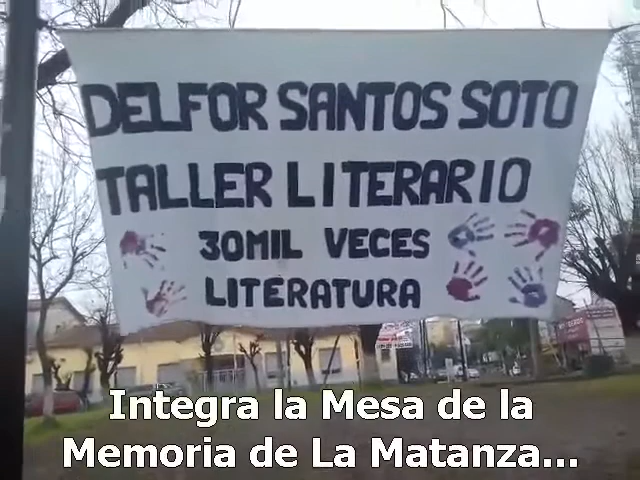 DELFOR SANTOS SOTO
TALLER LITERARIO
30MIL VECES
LITERATURA
Integra la Mesa de la
Memoria de La Matanza...